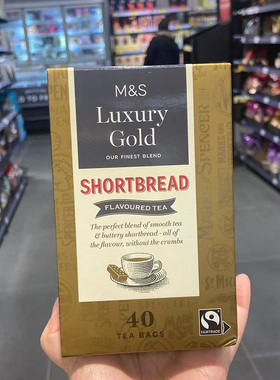 M&S
Luxury
Gold
OUR FINEST BLEND
SHORTBREAD
FLAVOURED TEA
The perfect blend of smooth tea
& buttery shortbread - all of
the flavour, without the crumbs
40
TEA BAGS
FAIRTRADE
SPENCER